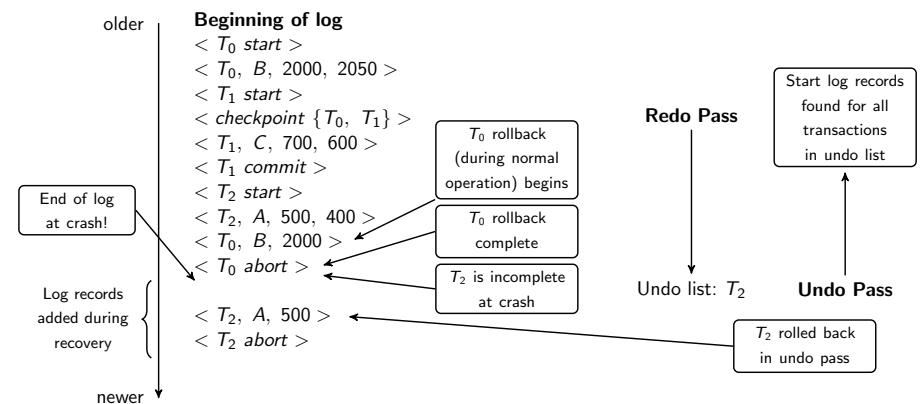 older
Beginning of log
< T₀ start >
< T₀, B, 2000, 2050 >
< T₁ start >
< checkpoint {T₀, T₁} >
< T₁, C, 700, 600 >
< T₁ commit >
< T₂ start >
< T₂, A, 500, 400 >
< T₀, B, 2000 >
< T₀ abort >
< T₂, A, 500 >
< T₂ abort >
newer
End of log
at crash!
Log records
added during
recovery
T₀ rollback
(during normal
operation) begins
T₀ rollback
complete
T₂ is incomplete
at crash
Redo Pass
Undo list: T₂
Start log records
found for all
transactions
in undo list
Undo Pass
T₂ rolled back
in undo pass